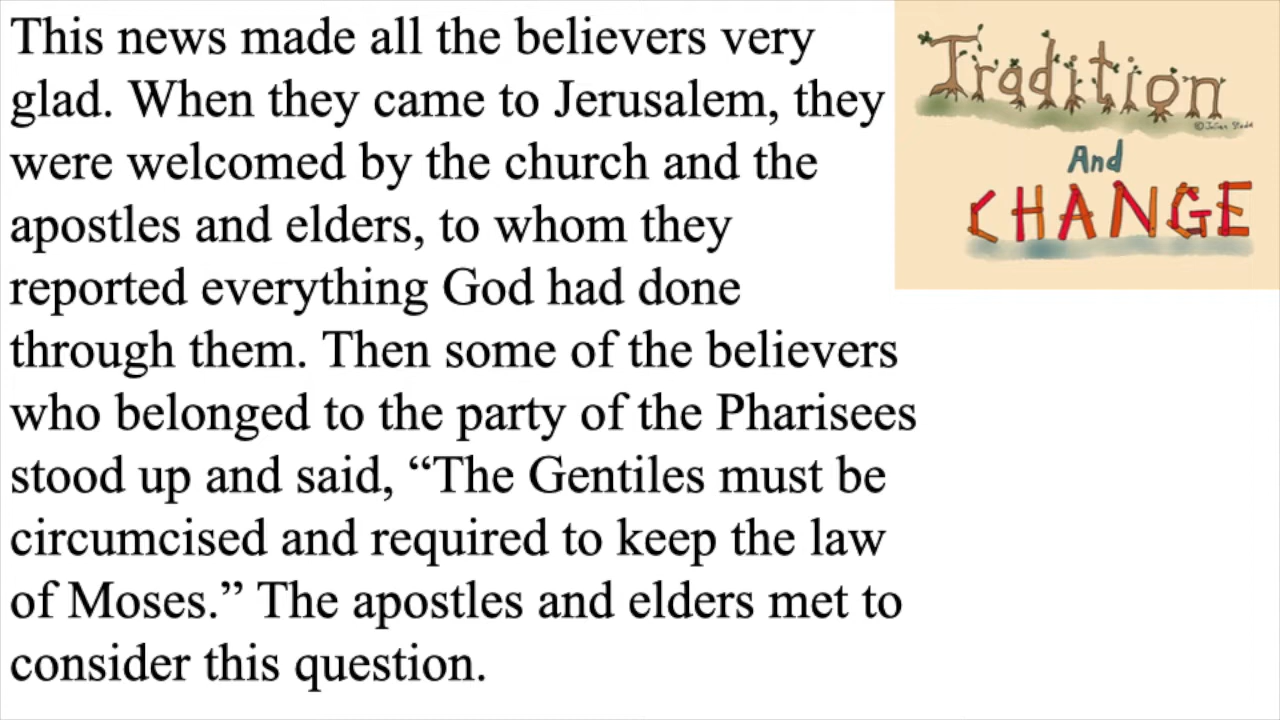 This news made all the believers very
glad. When they came to Jerusalem, they
were welcomed by the church and the
apostles and elders, to whom they
reported everything God had done
through them. Then some of the believers
who belonged to the party of the Pharisees
stood up and said, “The Gentiles must be
circumcised and required to keep the law
of Moses.” The apostles and elders met to
consider this question.
Tradition
And
CHANGE